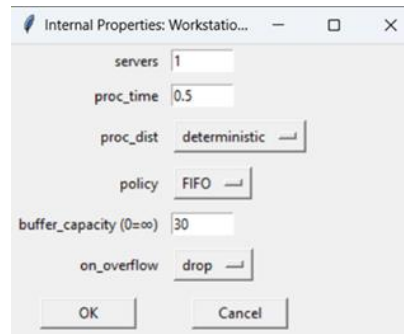 Internal Properties: Workstatio...
servers 1
proc_time 0.5
proc_dist deterministic
policy FIFO
buffer_capacity (0=∞) 30
on_overflow drop
OK Cancel